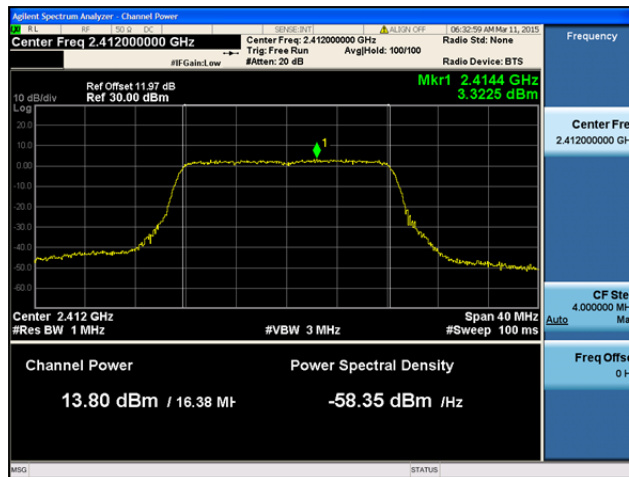 Agilent Spectrum Analyzer - Channel Power
RL RF 50 Ω DC SENSE:INT ALIGN OFF 06:32:59 AM Mar 11, 2015
Center Freq 2.412000000 GHz
Center Freq: 2.412000000 GHz
Radio Std: None
Trig: Free Run Avg|Hold: 100/100
#IFGain:Low #Atten: 20 dB Radio Device: BTS
Frequency
Mkr1 2.4144 GHz
3.3225 dBm
Ref Offset 11.97 dB
10 dB/div Ref 30.00 dBm
Log
20.0
10.0
0.00
-10.0
-20.0
-30.0
-40.0
-50.0
-60.0
1
Center 2.412 GHz Span 40 MHz
#Res BW 1 MHz #VBW 3 MHz #Sweep 100 ms
Channel Power Power Spectral Density
13.80 dBm / 16.38 MH -58.35 dBm /Hz
Center Fre
2.412000000 GH
CF Ste
4.000000 MH
Auto Ma
Freq Offs
0 H
MSG STATUS